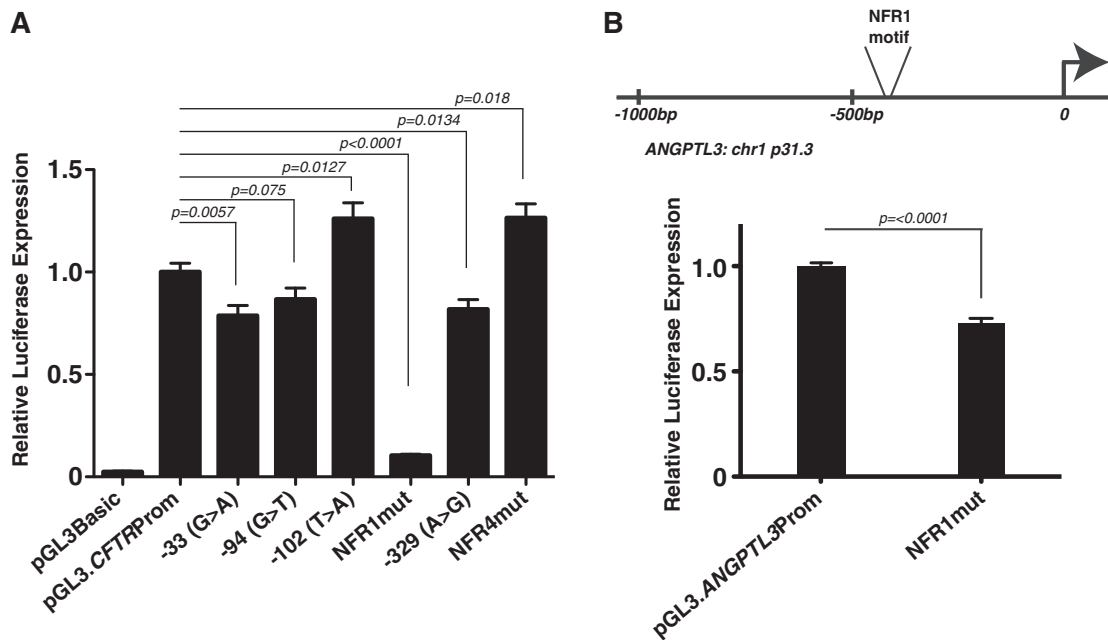 A
p=0.018
p=0.0134
p<0.0001
p=0.0127
p=0.075
p=0.0057
Relative Luciferase Expression
1.5
1.0
0.5
0
pGL3Basic
pGL3.CFTRProm
-33 (G>A)
-94 (G>T)
-102 (T>A)
NFR1mut
-329 (A>G)
NFR4mut
B
NFR1
motif
-1000bp
-500bp
0
ANGPTL3: chr1 p31.3
p=<0.0001
Relative Luciferase Expression
1.0
0.5
0
pGL3.ANGPTL3Prom
NFR1mut